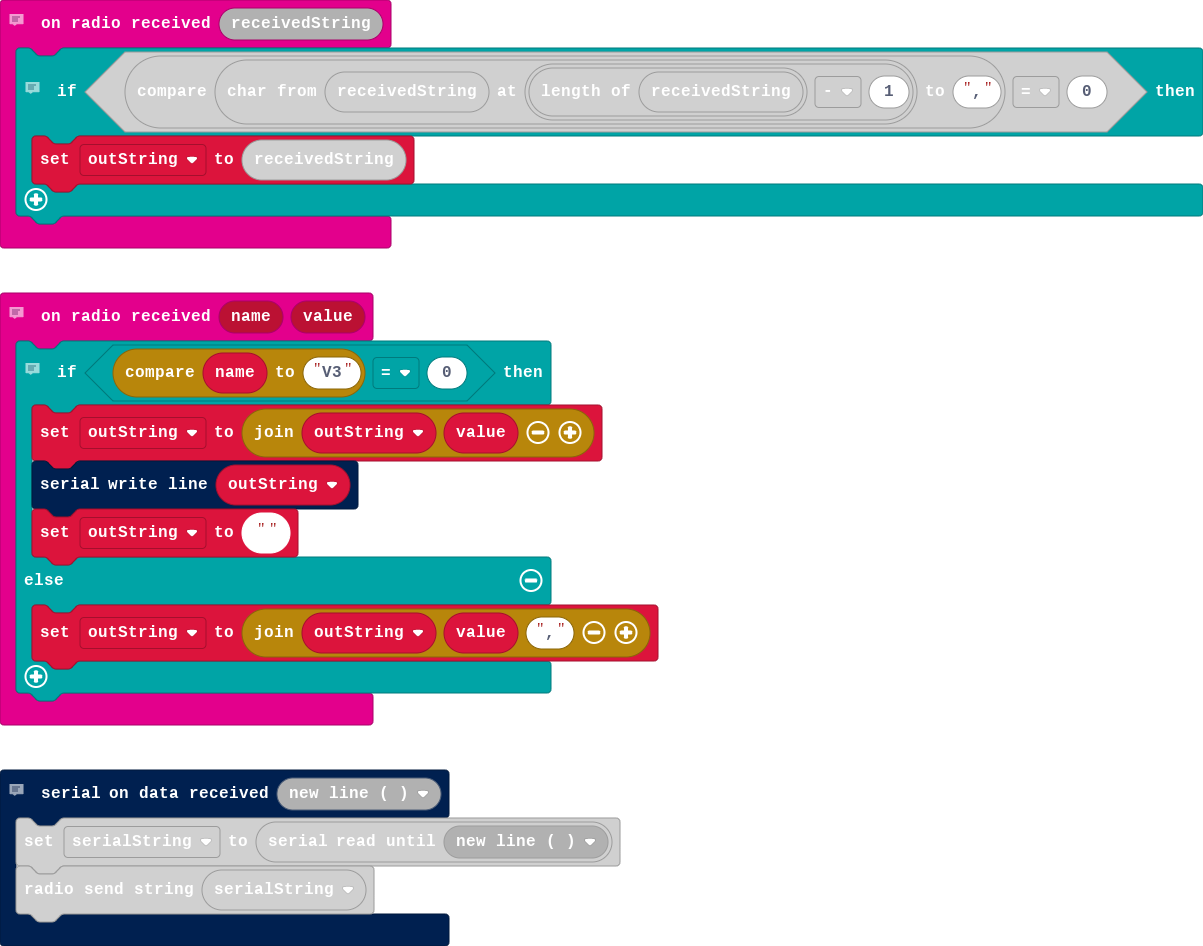 on radio received receivedString
if compare char from receivedString at length of receivedString - 1 to "," = 0 then
set outString to receivedString
on radio received name value
if compare name to "V3" = 0 then
set outString to join outString value
serial write line outString
set outString to ""
else
set outString to join outString value ","
serial on data received new line ( )
set serialString to serial read until new line ( )
radio send string serialString